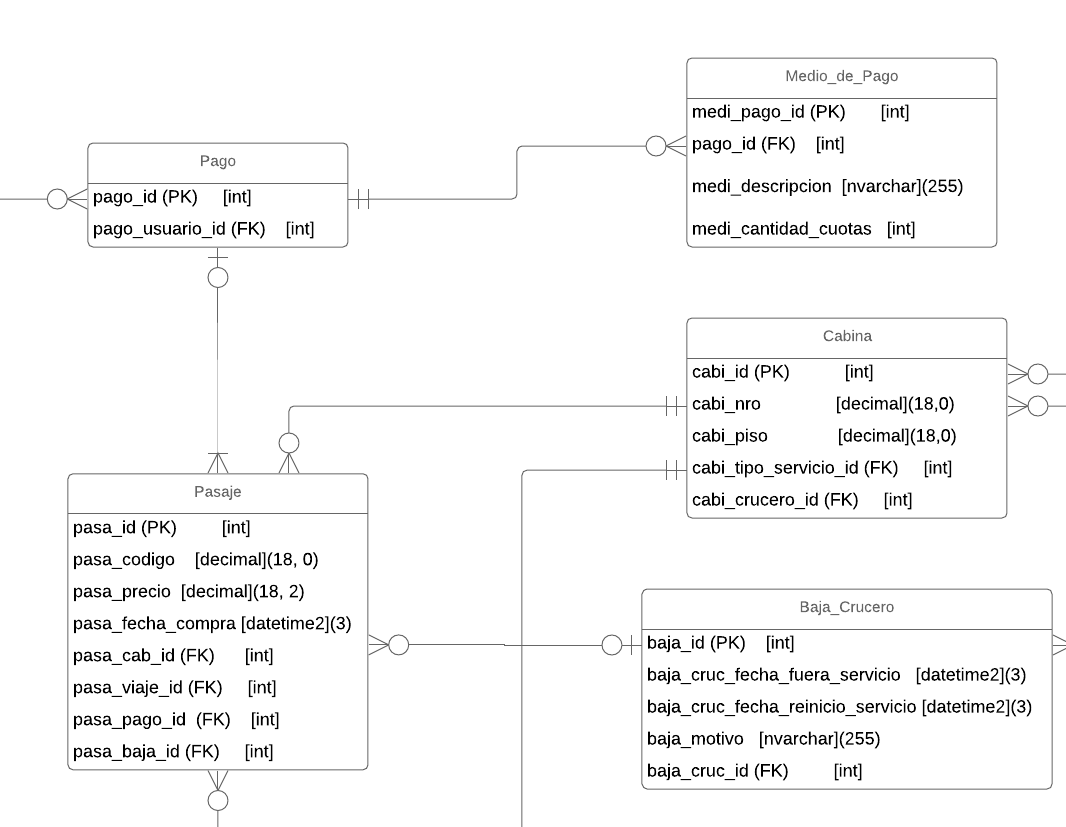 Medio_de_Pago
medi_pago_id (PK) [int]
pago_id (FK) [int]
medi_descripcion [nvarchar](255)
medi_cantidad_cuotas [int]
Pago
pago_id (PK) [int]
pago_usuario_id (FK) [int]
Cabina
cabi_id (PK) [int]
cabi_nro [decimal](18,0)
cabi_piso [decimal](18,0)
cabi_tipo_servicio_id (FK) [int]
cabi_crucero_id (FK) [int]
Pasaje
pasa_id (PK) [int]
pasa_codigo [decimal](18, 0)
pasa_precio [decimal](18, 2)
pasa_fecha_compra [datetime2](3)
pasa_cab_id (FK) [int]
pasa_viaje_id (FK) [int]
pasa_pago_id (FK) [int]
pasa_baja_id (FK) [int]
Baja_Crucero
baja_id (PK) [int]
baja_cruc_fecha_fuera_servicio [datetime2](3)
baja_cruc_fecha_reinicio_servicio [datetime2](3)
baja_motivo [nvarchar](255)
baja_cruc_id (FK) [int]